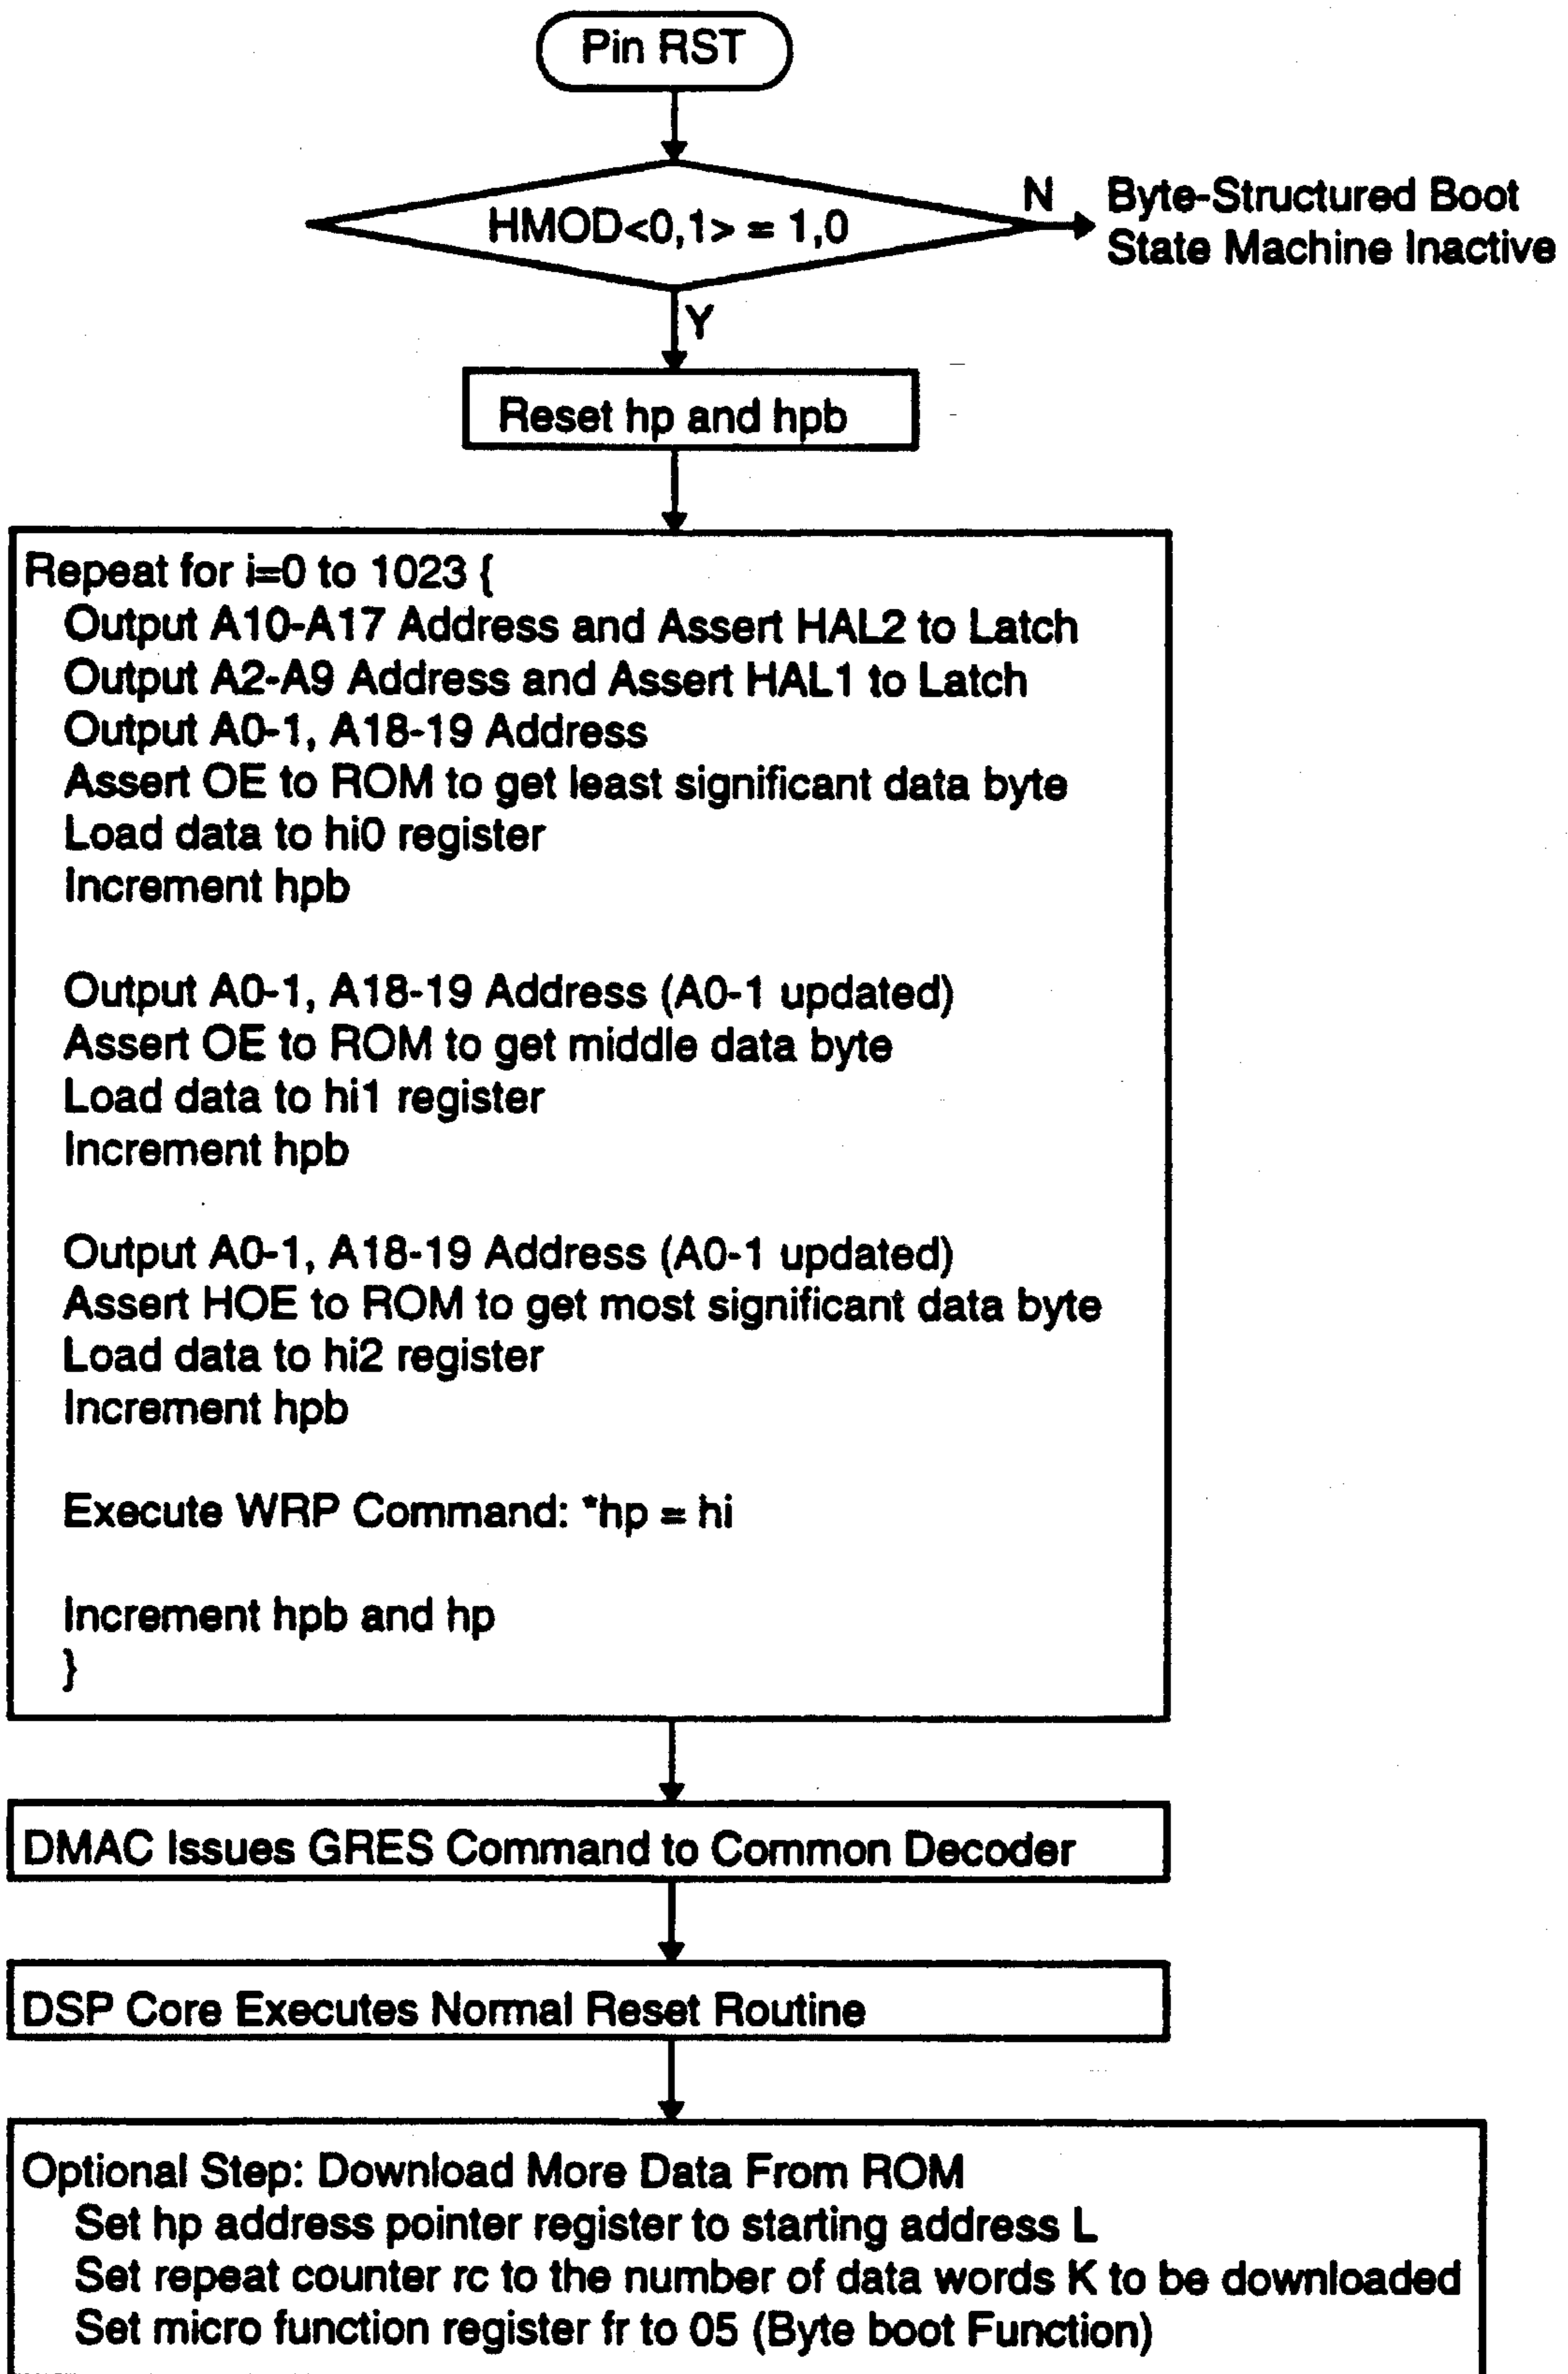 Pin RST
HMOD<0,1> = 1,0
N
Byte-Structured Boot
State Machine Inactive
Y
Reset hp and hpb
Repeat for i=0 to 1023 {
Output A10-A17 Address and Assert HAL2 to Latch
Output A2-A9 Address and Assert HAL1 to Latch
Output A0-1, A18-19 Address
Assert OE to ROM to get least significant data byte
Load data to hi0 register
Increment hpb
Output A0-1, A18-19 Address (A0-1 updated)
Assert OE to ROM to get middle data byte
Load data to hi1 register
Increment hpb
Output A0-1, A18-19 Address (A0-1 updated)
Assert HOE to ROM to get most significant data byte
Load data to hi2 register
Increment hpb
Execute WRP Command: *hp = hi
Increment hpb and hp
}
DMAC Issues GRES Command to Common Decoder
DSP Core Executes Normal Reset Routine
Optional Step: Download More Data From ROM
Set hp address pointer register to starting address L
Set repeat counter rc to the number of data words K to be downloaded
Set micro function register fr to 05 (Byte boot Function)